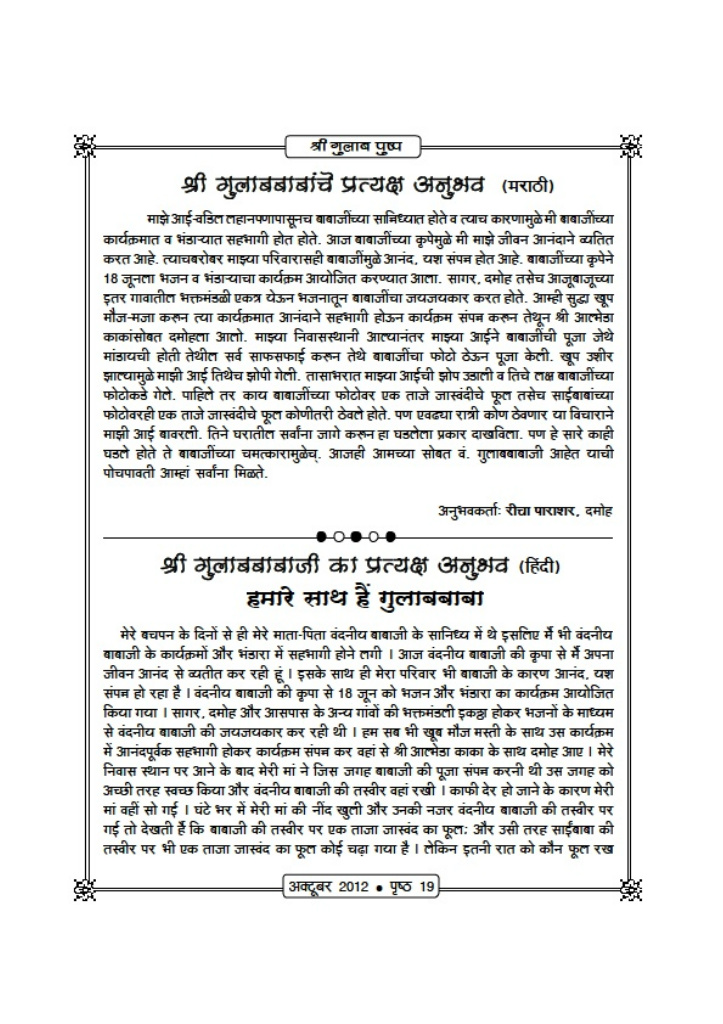 श्री गुलाब पुष्प
श्री गुलाबबाबांचे प्रत्यक्ष अनुभव (मराठी)
माझे आई-वडिल लहानपणापासूनच बाबाजींच्या सानिध्यात होते व त्याच कारणामुळे मी बाबाजींच्या
कार्यक्रमात व भंडाऱ्यात सहभागी होत होते. आज बाबाजींच्या कृपेमुळे मी माझे जीवन आनंदाने व्यतित
करत आहे. त्याचबरोबर माझ्या परिवारासही बाबाजींमुळे आनंद, यश संपन्न होत आहे. बाबाजींच्या कृपेने
18 जूनला भजन व भंडाऱ्याचा कार्यक्रम आयोजित करण्यात आला. सागर, दमोह तसेच आजूबाजूच्या
इतर गावातील भक्तमंडळी एकत्र येऊन भजनातून बाबाजींचा जयजयकार करत होते. आम्ही सुद्धा खूप
मौज-मजा करून त्या कार्यक्रमात आनंदाने सहभागी होऊन कार्यक्रम संपन्न करून तेथून श्री आत्मेडा
काकांसोबत दमोहला आलो. माझ्या निवासस्थानी आल्यानंतर माझ्या आईने बाबाजींची पूजा जेथे
मांडायची होती तेथील सर्व साफसफाई करून तेथे बाबाजींचा फोटो ठेऊन पूजा केली. खूप उशीर
झाल्यामुळे माझी आई तिथेच झोपी गेली. तासाभरात माझ्या आईची झोप उडाली व तिचे लक्ष बाबाजींच्या
फोटोकडे गेले. पाहिले तर काय बाबाजींच्या फोटोवर एक ताजे जास्वंदीचे फूल तसेच साईबाबांच्या
फोटोवरही एक ताजे जास्वंदीचे फूल कोणीतरी ठेवले होते. पण एवढ्या रात्री कोण ठेवणार या विचाराने
माझी आई बावरली. तिने घरातील सर्वांना जागे करून हा घडलेला प्रकार दाखविला. पण हे सारे काही
घडले होते ते बाबाजींच्या चमत्कारामुळेच्. आजही आमच्या सोबत वं. गुलाबबाबाजी आहेत याची
पोचपावती आम्हां सर्वांना मिळते.
अनुभवकर्ताः रीचा पाराशर, दमोह
श्री गुलाबबाबाजी का प्रत्यक्ष अनुभव (हिंदी)
हमारे साथ हैं गुलाबबाबा
मेरे बचपन के दिनों से ही मेरे माता-पिता वंदनीय बाबाजी के सानिध्य में थे इसलिए मैं भी वंदनीय
बाबाजी के कार्यक्रमों और भंडारा में सहभागी होने लगी । आज वंदनीय बाबाजी की कृपा से मैं अपना
जीवन आनंद से व्यतीत कर रही हूं । इसके साथ ही मेरा परिवार भी बाबाजी के कारण आनंद, यश
संपन्न हो रहा है । वंदनीय बाबाजी की कृपा से 18 जून को भजन और भंडारा का कार्यक्रम आयोजित
किया गया । सागर, दमोह और आसपास के अन्य गांवों की भक्तमंडली इकठ्ठा होकर भजनों के माध्यम
से वंदनीय बाबाजी की जयजयकार कर रही थी । हम सब भी खूब मौज मस्ती के साथ उस कार्यक्रम
में आनंदपूर्वक सहभागी होकर कार्यक्रम संपन्न कर वहां से श्री आत्मेडा काका के साथ दमोह आए । मेरे
निवास स्थान पर आने के बाद मेरी मां ने जिस जगह बाबाजी की पूजा संपन्न करनी थी उस जगह को
अच्छी तरह स्वच्छ किया और वंदनीय बाबाजी की तस्वीर वहां रखी । काफी देर हो जाने के कारण मेरी
मां वहीं सो गई । घंटे भर में मेरी मां की नींद खुली और उनकी नजर वंदनीय बाबाजी की तस्वीर पर
गई तो देखती हैं कि बाबाजी की तस्वीर पर एक ताजा जास्वंद का फूलः और उसी तरह साईंबाबा की
तस्वीर पर भी एक ताजा जास्वंद का फूल कोई चढ़ा गया है । लेकिन इतनी रात को कौन फूल रख
अक्टूबर 2012 ● पृष्ठ 19